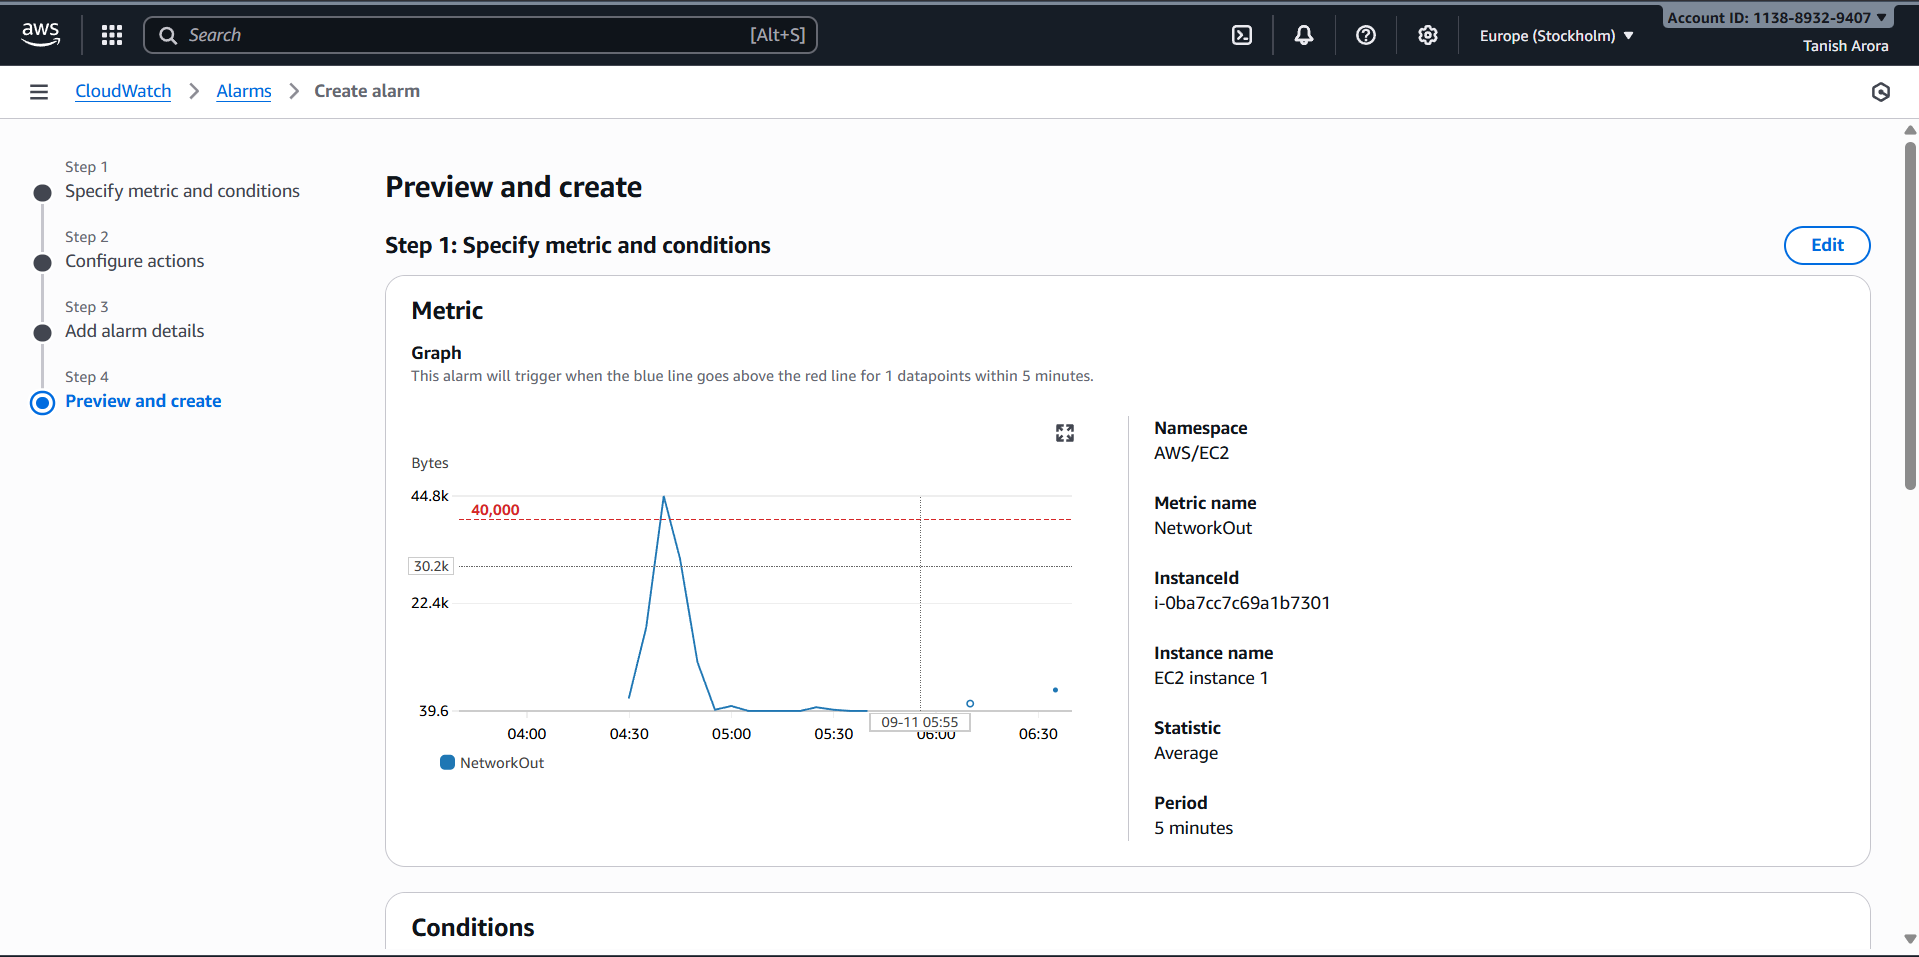 aws
Search
[Alt+S]
Europe (Stockholm)
Account ID: 1138-8932-9407
Tanish Arora
CloudWatch
Alarms
Create alarm
Step 1
Specify metric and conditions
Step 2
Configure actions
Step 3
Add alarm details
Step 4
Preview and create
Preview and create
Step 1: Specify metric and conditions
Edit
Metric
Graph
This alarm will trigger when the blue line goes above the red line for 1 datapoints within 5 minutes.
Bytes
44.8k
40,000
30.2k
22.4k
39.6
09-11 05:55
04:00
04:30
05:00
05:30
06:00
06:30
NetworkOut
Namespace
AWS/EC2
Metric name
NetworkOut
InstanceId
i-0ba7cc7c69a1b7301
Instance name
EC2 instance 1
Statistic
Average
Period
5 minutes
Conditions